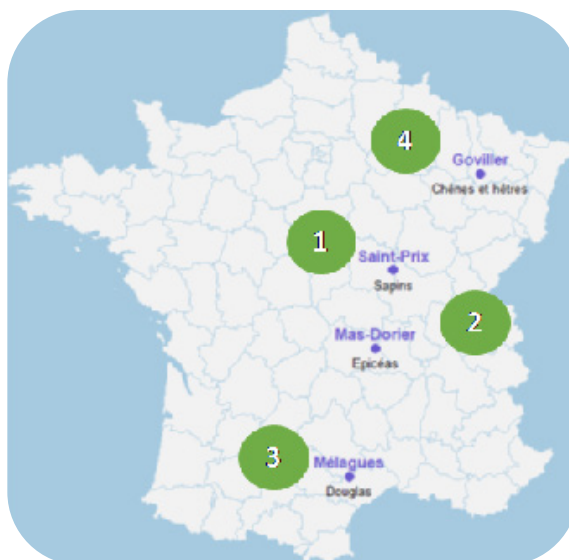 4
Goviller
Chênes et hêtres
1
Saint-Prix
Sapins
2
Mas-Dorier
Epicéas
3
Mélagues
Douglas